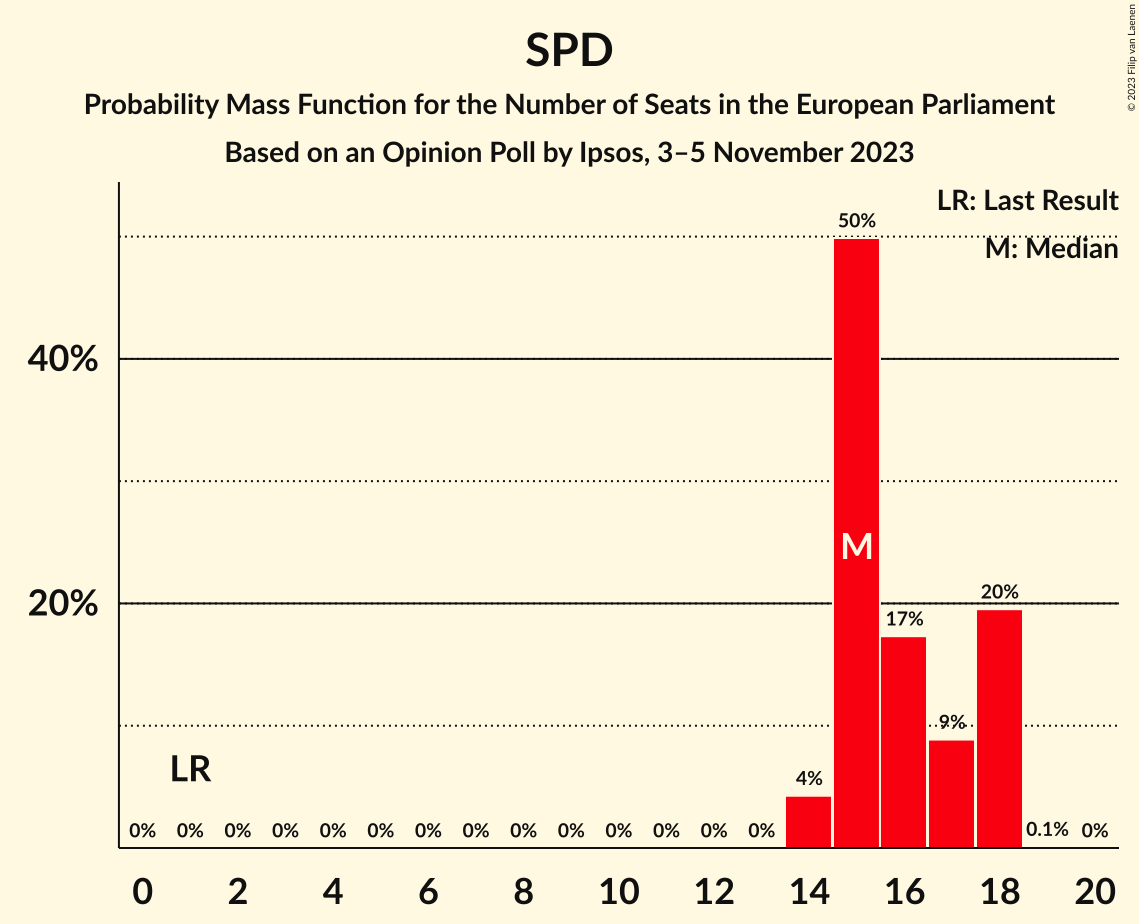 SPD
Probability Mass Function for the Number of Seats in the European Parliament
Based on an Opinion Poll by Ipsos, 3–5 November 2023
© 2023 Filip van Laenen
LR: Last Result
M: Median
50%
40%
M
20%
20%
17%
9%
LR
4%
0% 0% 0% 0% 0% 0% 0% 0% 0% 0% 0% 0% 0% 0% 0.1% 0%
0 2 4 6 8 10 12 14 16 18 20